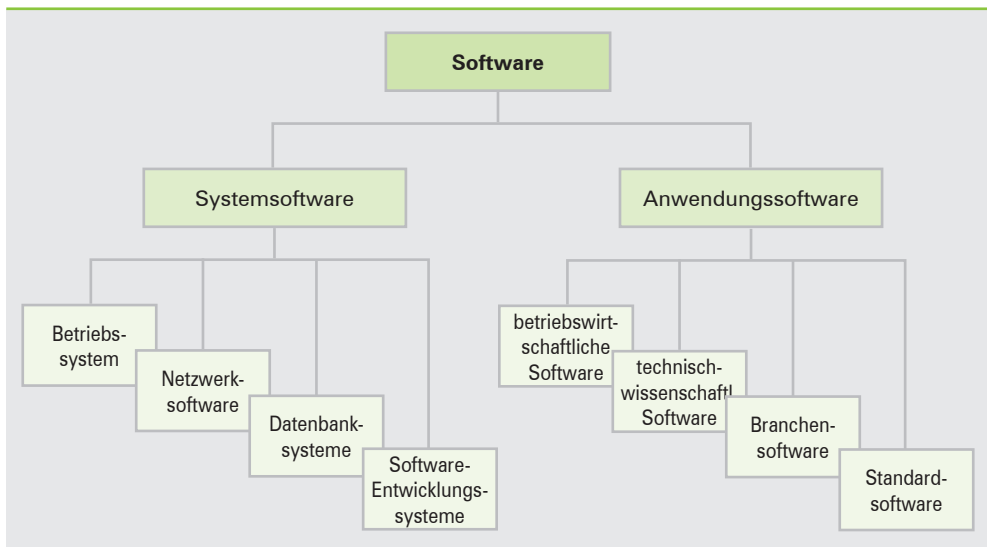 Software
Systemsoftware
Anwendungssoftware
Betriebs-
system
Netzwerk-
software
Datenbank-
systeme
Software-
Entwicklungs-
systeme
betriebswirt-
schaftliche
Software
technisch-
wissenschaftl.
Software
Branchen-
software
Standard-
software